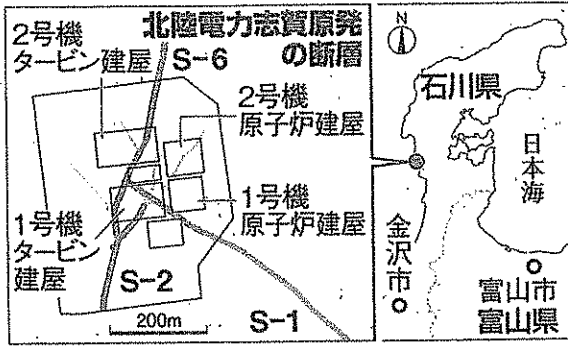 北陸電力志賀原発
の断層
2号機
タービン建屋
S-6
2号機
原子炉建屋
1号機
原子炉建屋
1号機
タービン
建屋
S-2
S-1
200m
N
石川県
日本海
金沢市
富山市
富山県